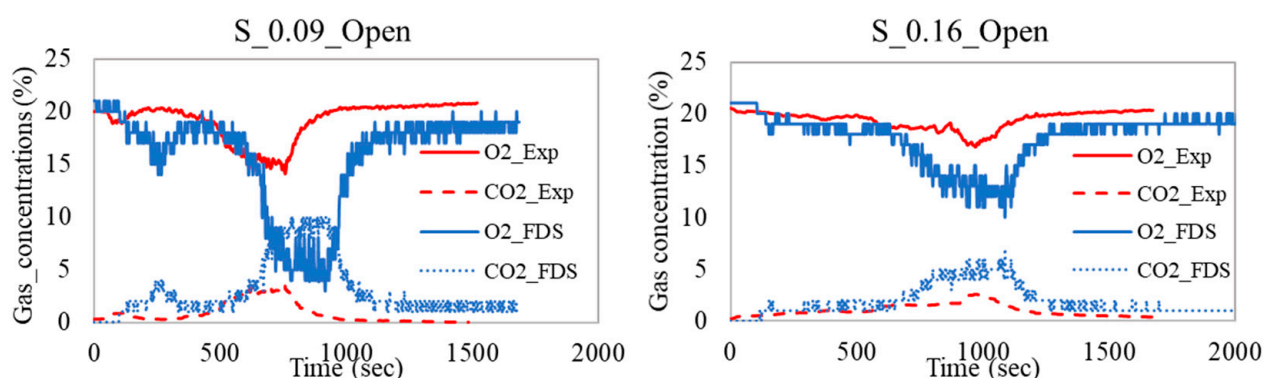 S_0.09_Open
Gas_concentrations (%)
25
20
15
10
5
0
O2_Exp
CO2_Exp
O2_FDS
CO2_FDS
0
500
1000
1500
2000
Time (sec)
S_0.16_Open
Gas concentration (%)
25
20
15
10
5
0
O2_Exp
CO2_Exp
O2_FDS
CO2_FDS
0
500
1000
1500
2000
Time (sec)